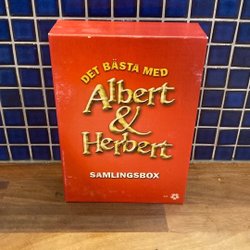 DET BÄSTA MED
Albert
&
Herbert
SAMLINGSBOX